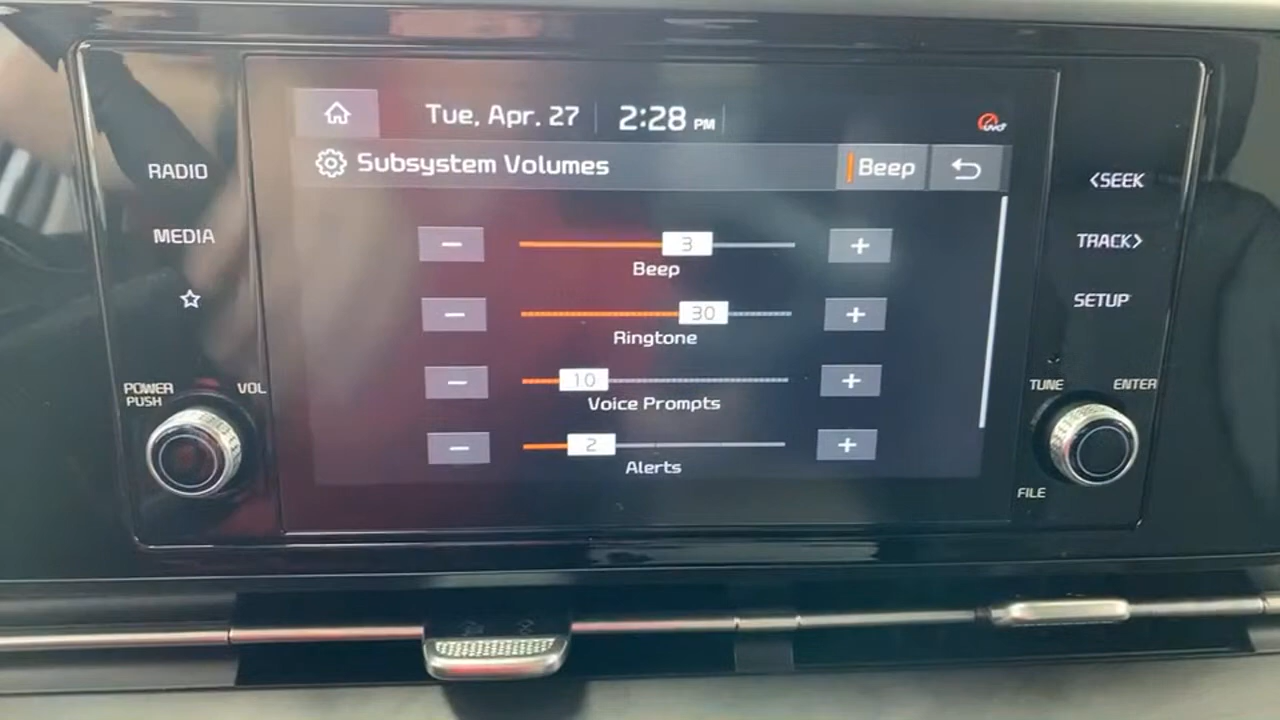 Tue, Apr. 27 2:28 PM
UVO
Subsystem Volumes Beep
RADIO
MEDIA
<SEEK
TRACK>
SETUP
3
Beep
30
Ringtone
10
Voice Prompts
2
Alerts
POWER
PUSH
VOL
TUNE
ENTER
FILE